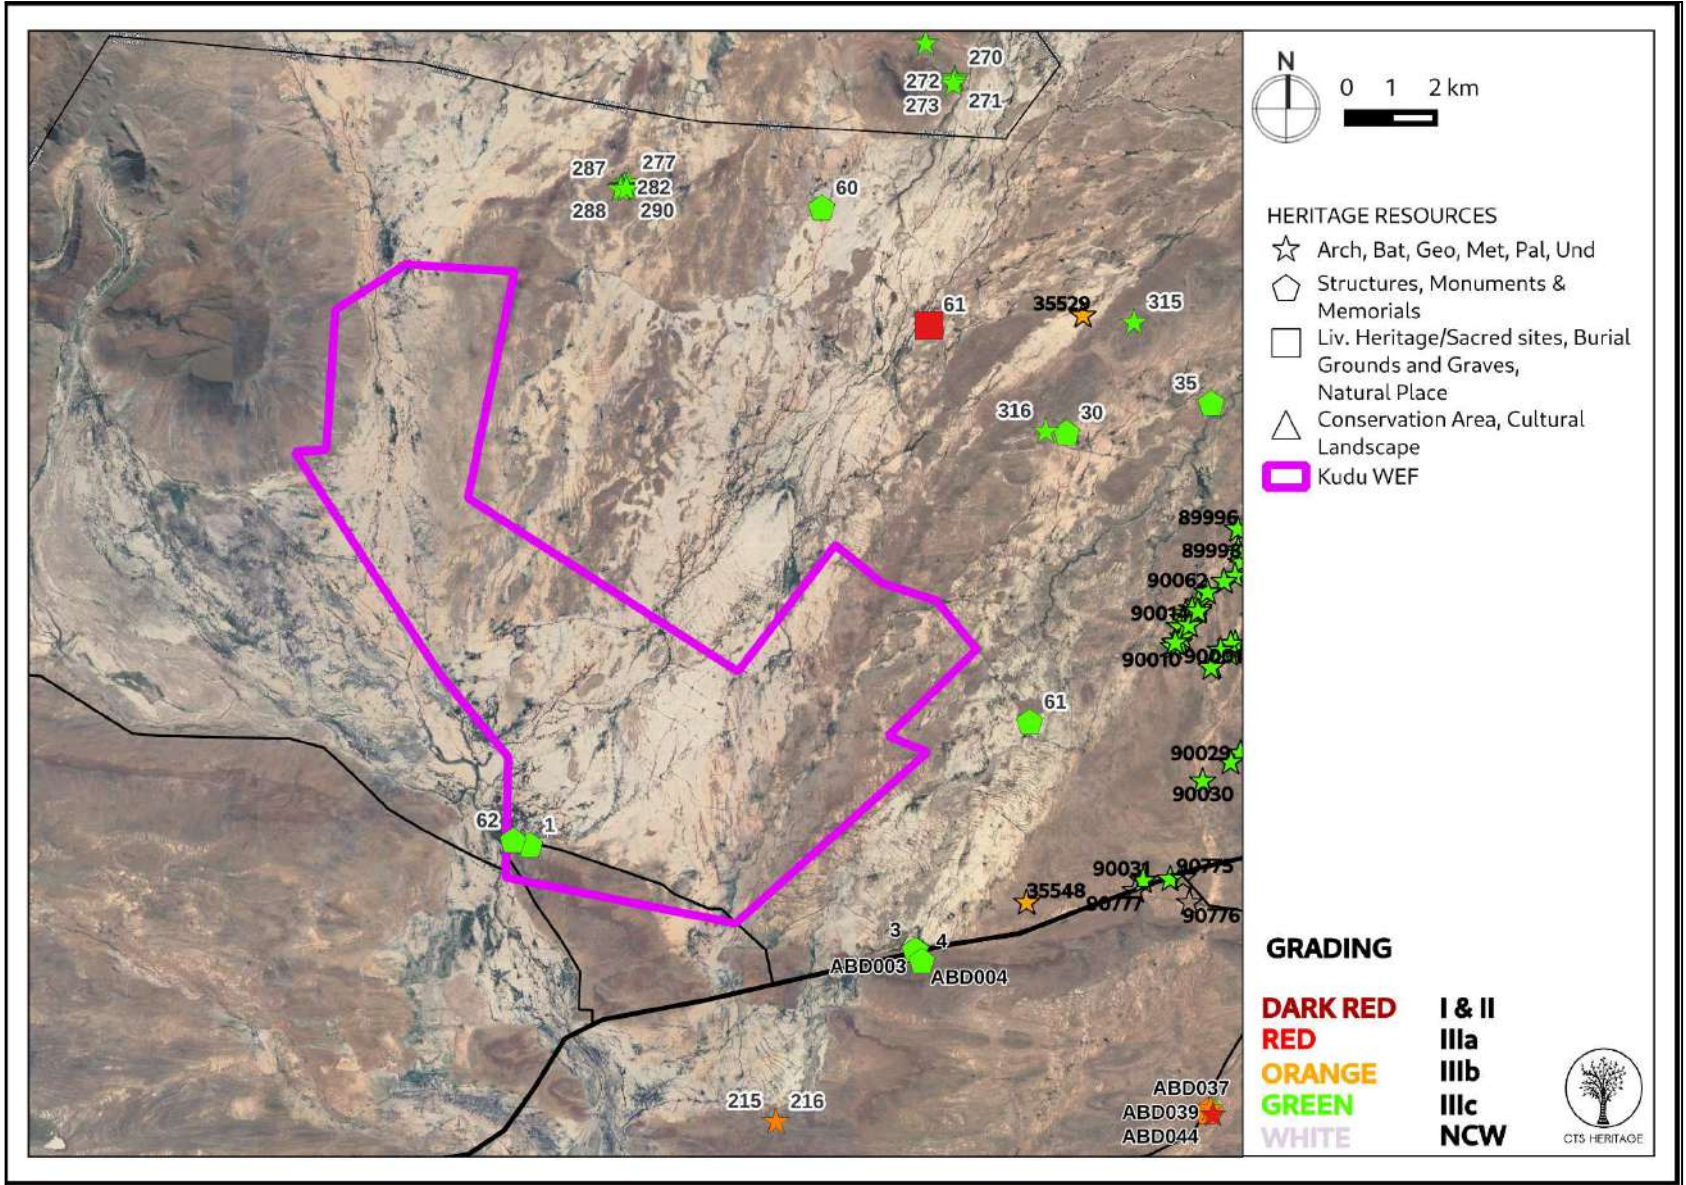 270
272
273
271
287
277
282
288
290
60
61
35529
315
35
316
30
89996
89998
90062
90014
90010
61
90029
90030
62
1
90031
90775
35548
90777
90776
3
4
ABD003
ABD004
215
216
ABD037
ABD039
ABD044
N
0 1 2 km
HERITAGE RESOURCES
Arch, Bat, Geo, Met, Pal, Und
Structures, Monuments &
Memorials
Liv. Heritage/Sacred sites, Burial
Grounds and Graves,
Natural Place
Conservation Area, Cultural
Landscape
Kudu WEF
GRADING
DARK RED I & II
RED IIIa
ORANGE IIIb
GREEN IIIc
WHITE NCW
CTS HERITAGE